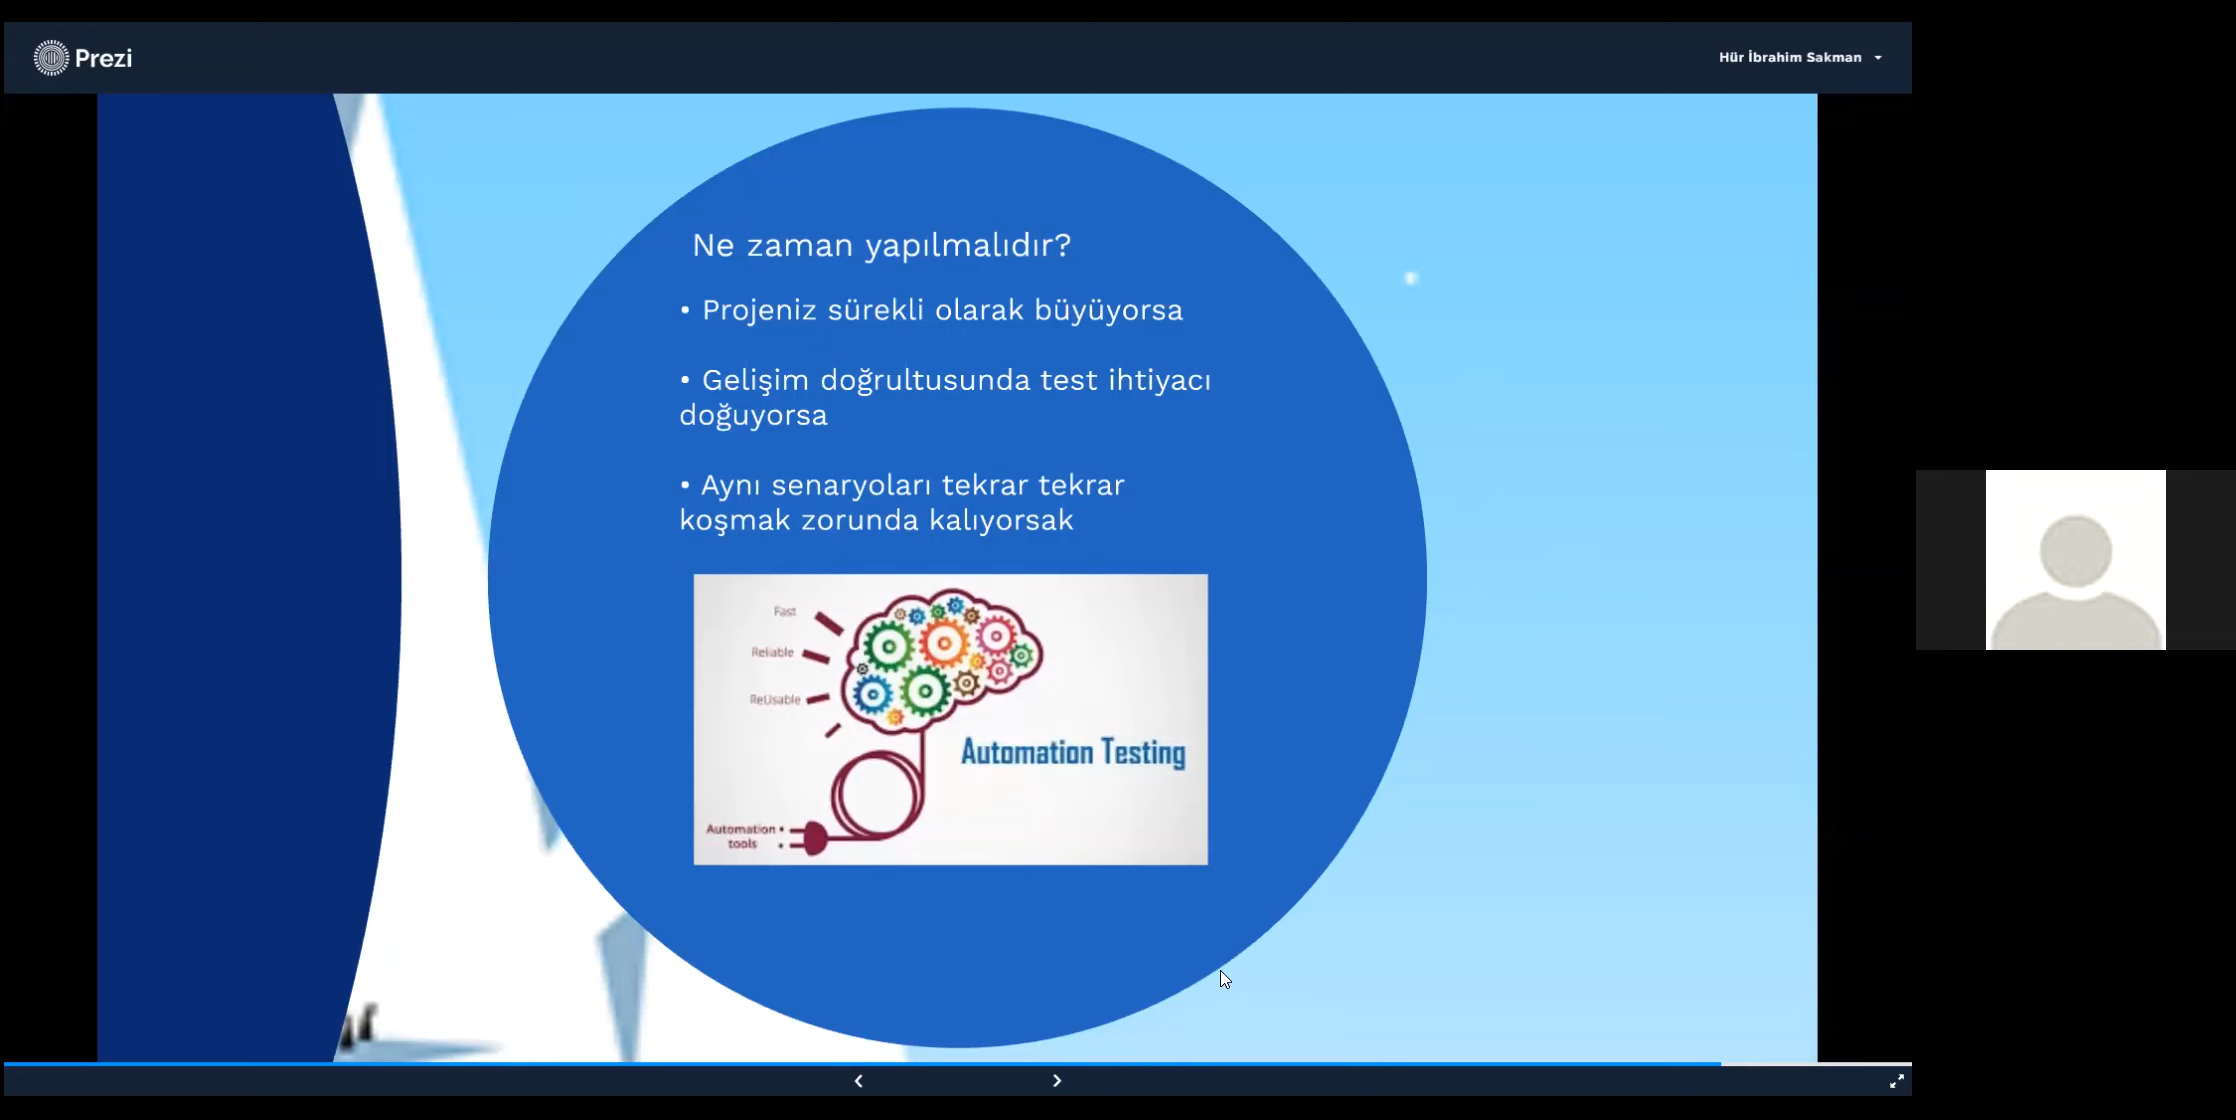 Prezi
Hür İbrahim Sakman
Ne zaman yapılmalıdır?
• Projeniz sürekli olarak büyüyorsa
• Gelişim doğrultusunda test ihtiyacı
doğuyorsa
• Aynı senaryoları tekrar tekrar
koşmak zorunda kalıyorsak
Fast
Reliable
ReUsable
Automation Testing
Automation
tools